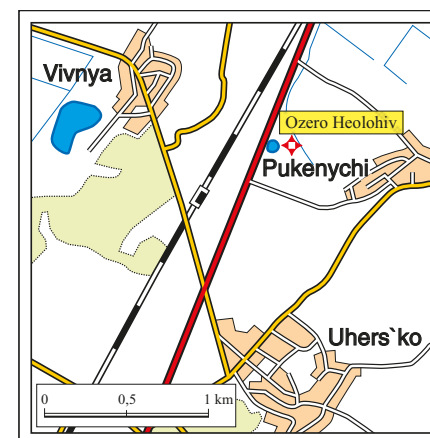 Vivnya
Ozero Heolohiv
Pukenychi
Uhers`ko
0 0,5 1 km